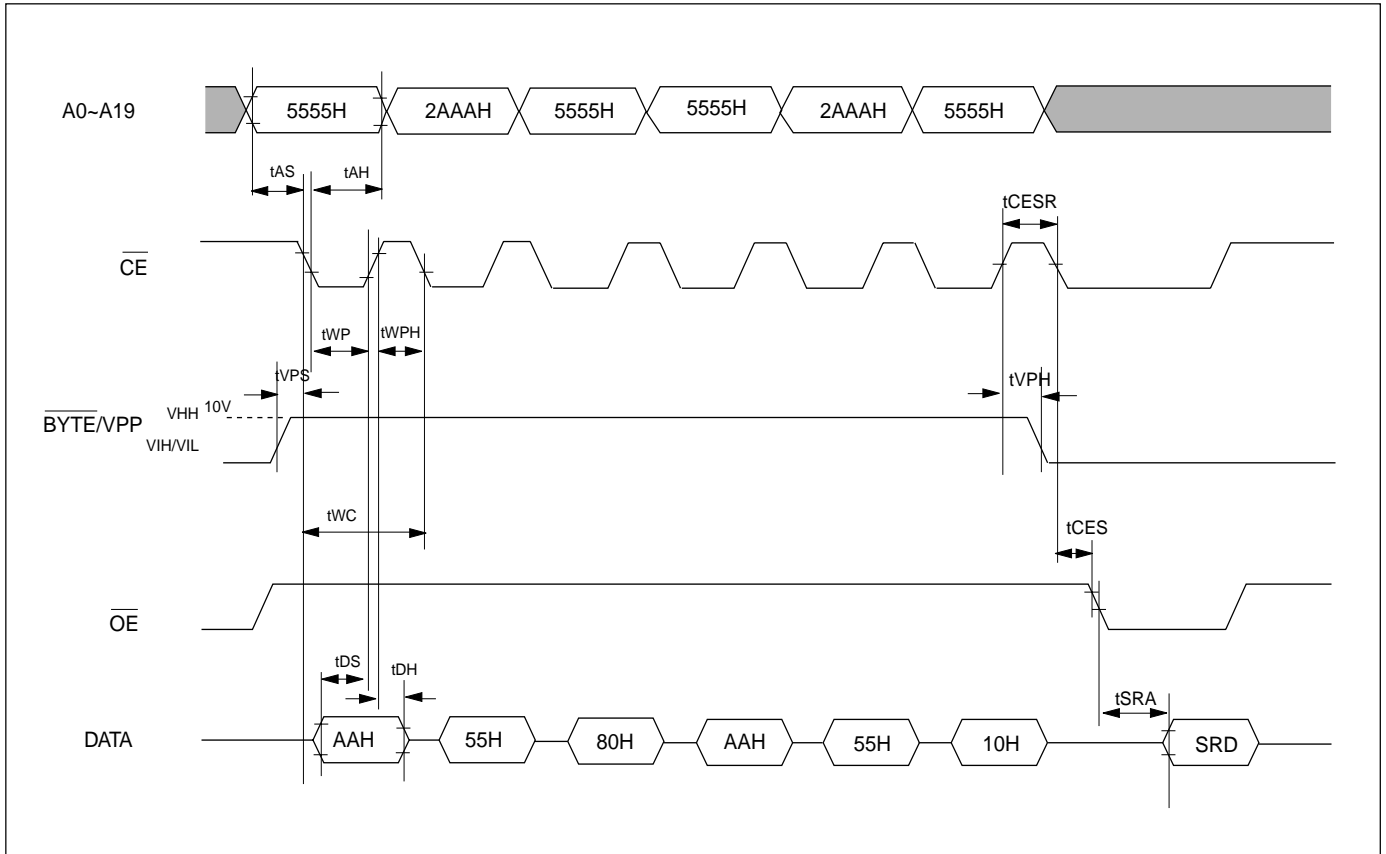 A0~A19 5555H 2AAAH 5555H 5555H 2AAAH 5555H
tAS tAH
tCESR
CE
tWP tWPH
tVPS tVPH
BYTE/VPP VHH 10V
VIH/VIL
tWC
tCES
OE
tDS tDH
tSRA
DATA AAH 55H 80H AAH 55H 10H SRD